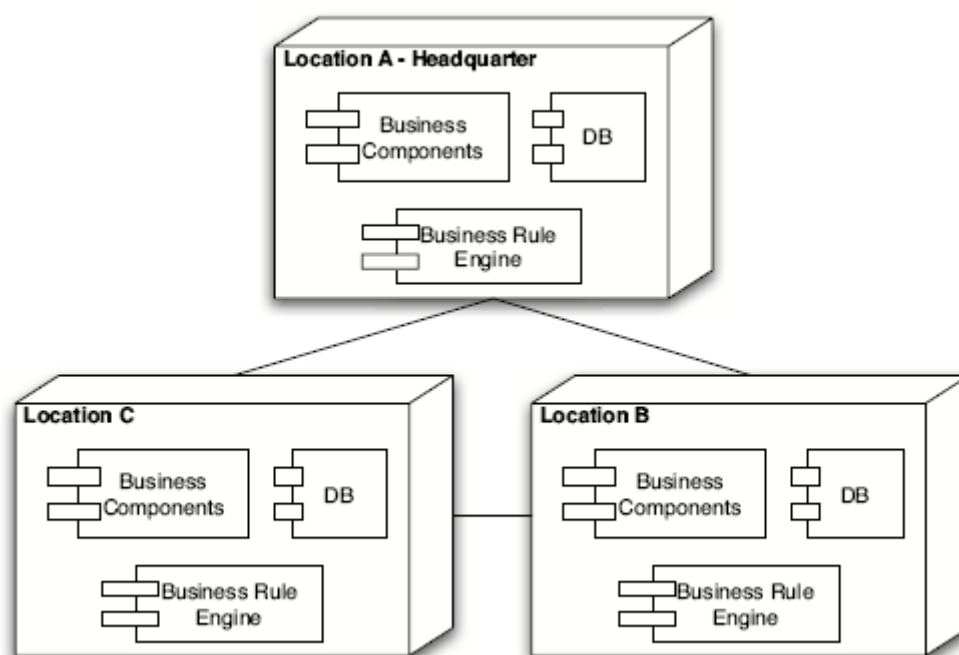 Location A - Headquarter
Business
Components
DB
Business Rule
Engine
Location C
Business
Components
DB
Business Rule
Engine
Location B
Business
Components
DB
Business Rule
Engine